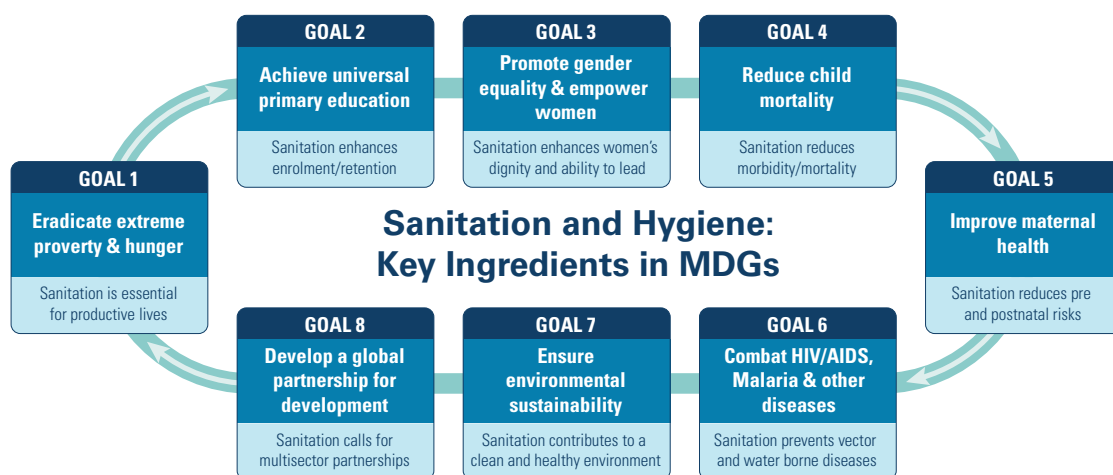 GOAL 1
Eradicate extreme
proverty & hunger
Sanitation is essential
for productive lives
GOAL 2
Achieve universal
primary education
Sanitation enhances
enrolment/retention
GOAL 3
Promote gender
equality & empower
women
Sanitation enhances women’s
dignity and ability to lead
GOAL 4
Reduce child
mortality
Sanitation reduces
morbidity/mortality
GOAL 5
Improve maternal
health
Sanitation reduces pre
and postnatal risks
Sanitation and Hygiene:
Key Ingredients in MDGs
GOAL 6
Combat HIV/AIDS,
Malaria & other
diseases
Sanitation prevents vector
and water borne diseases
GOAL 7
Ensure
environmental
sustainability
Sanitation contributes to a
clean and healthy environment
GOAL 8
Develop a global
partnership for
development
Sanitation calls for
multisector partnerships